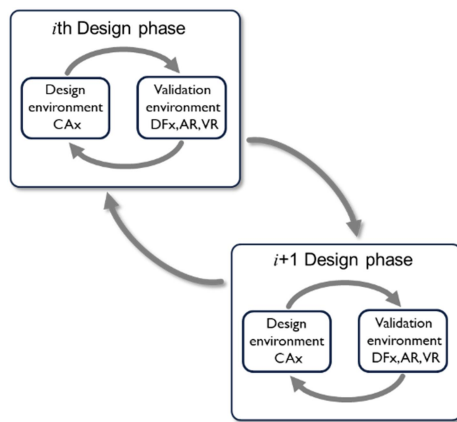 ith Design phase
Design
environment
CAx
Validation
environment
DFx,AR,VR
i+1 Design phase
Design
environment
CAx
Validation
environment
DFx,AR,VR